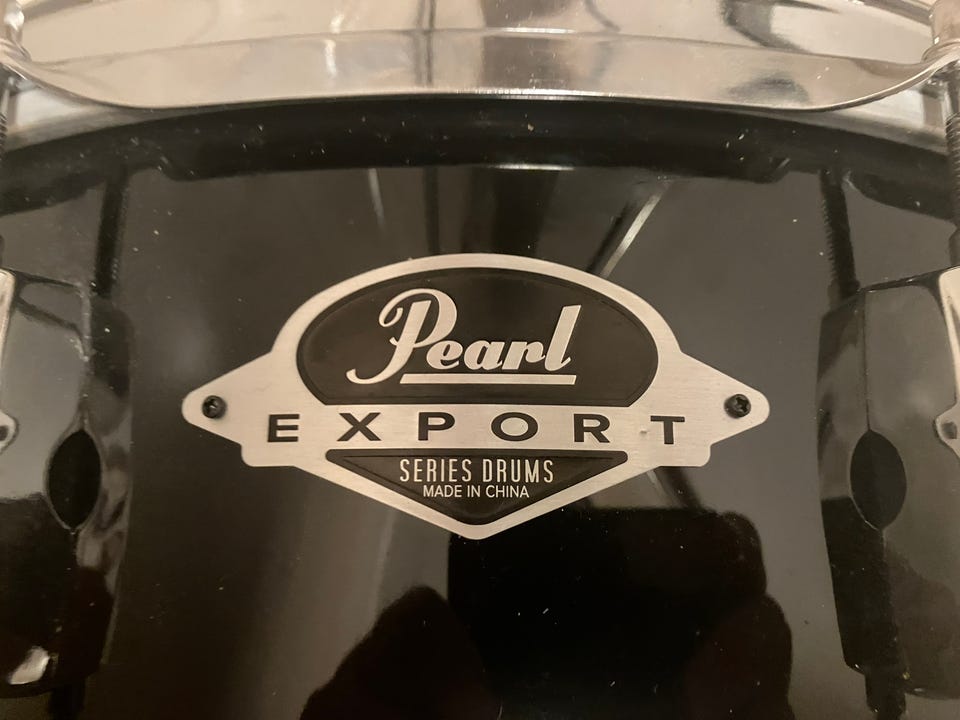 Pearl
EXPORT
SERIES DRUMS
MADE IN CHINA